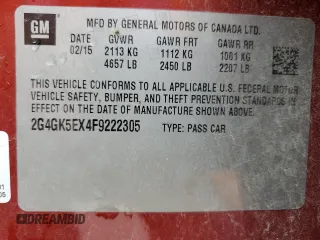 GM
MFD BY GENERAL MOTORS OF CANADA LTD.
DATE GVWR GAWR FRT GAWR RR
02/15 2113 KG 1112 KG 1001 KG
4657 LB 2450 LB 2207 LB
THIS VEHICLE CONFORMS TO ALL APPLICABLE U.S. FEDERAL MOTOR
VEHICLE SAFETY, BUMPER, AND THEFT PREVENTION STANDARDS
IN EFFECT ON THE DATE OF MANUFACTURE SHOWN ABOVE.
2G4GK5EX4F9222305 TYPE: PASS CAR
DREAMBID